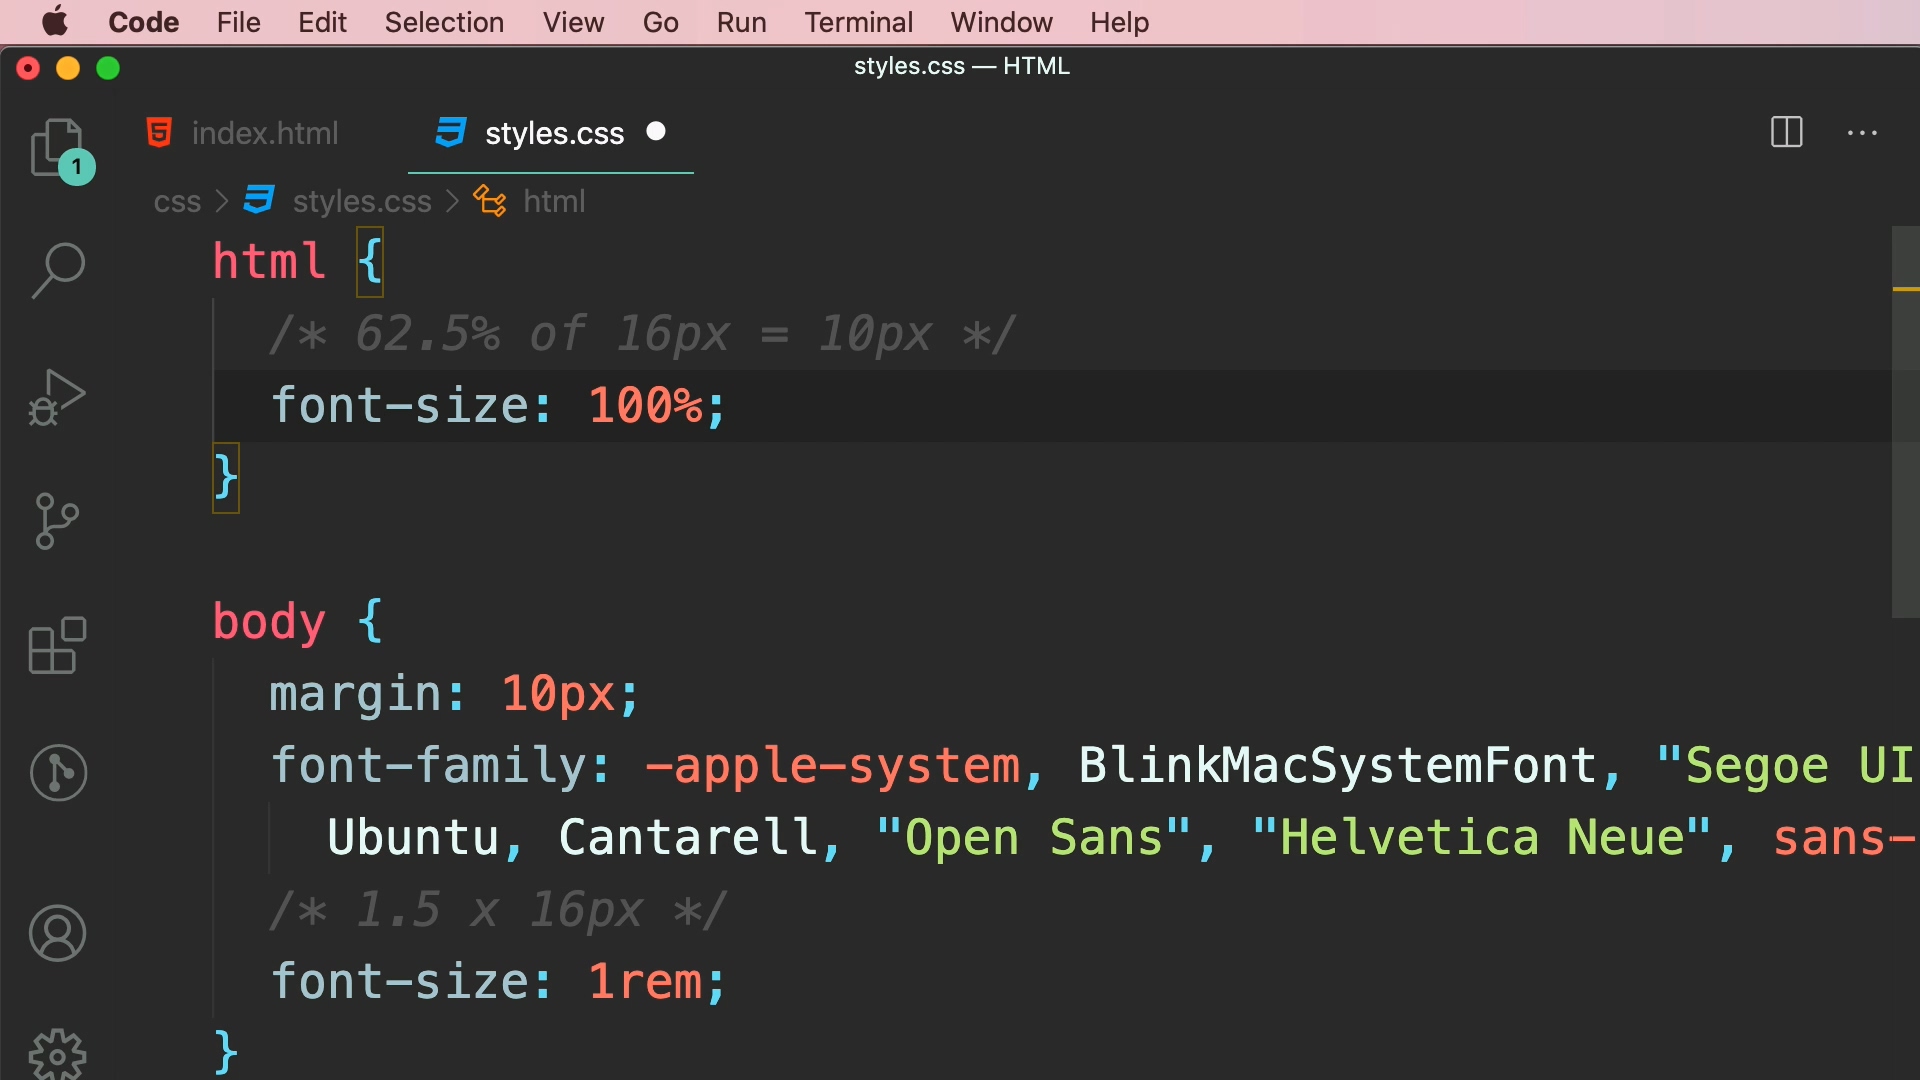 Code File Edit Selection View Go Run Terminal Window Help
styles.css — HTML
index.html styles.css
1
css > styles.css > html
html {
/* 62.5% of 16px = 10px */
font-size: 100%;
}
body {
margin: 10px;
font-family: -apple-system, BlinkMacSystemFont, "Segoe UI
Ubuntu, Cantarell, "Open Sans", "Helvetica Neue", sans-
/* 1.5 x 16px */
font-size: 1rem;
}